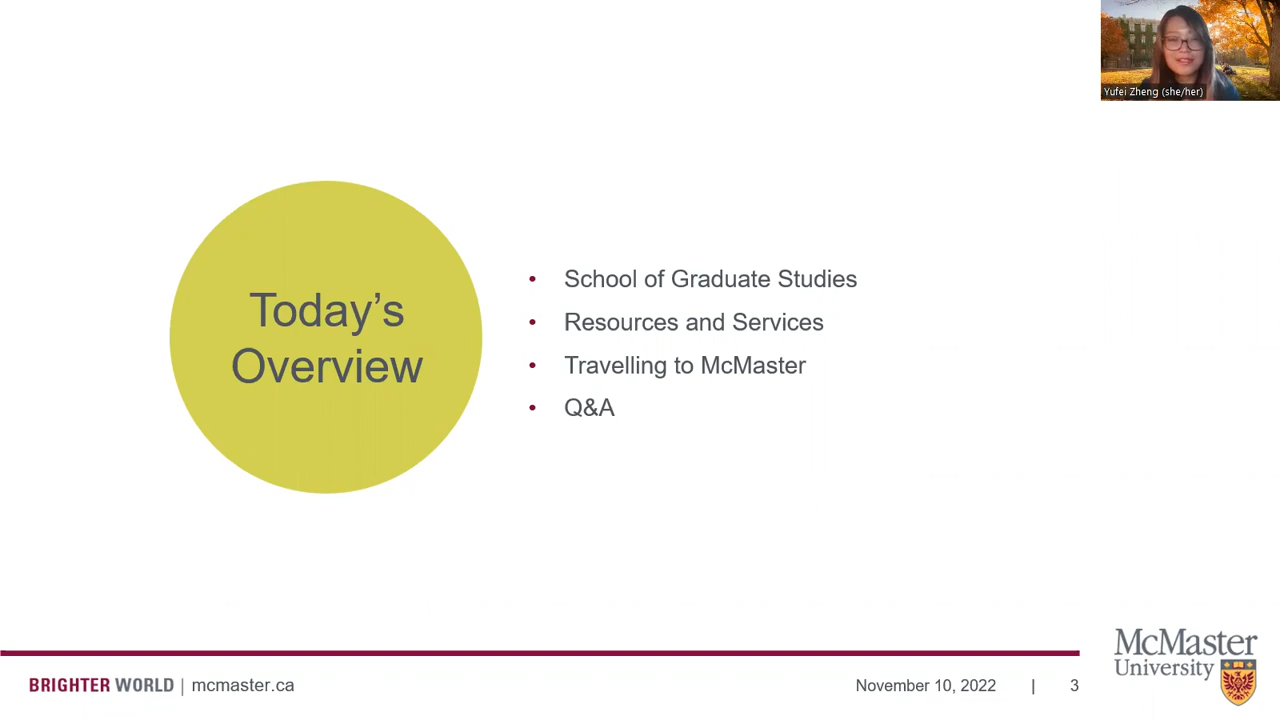 Yufei Zheng (she/her)
Today's
Overview
• School of Graduate Studies
• Resources and Services
• Travelling to McMaster
• Q&A
BRIGHTER WORLD | mcmaster.ca
November 10, 2022 | 3
McMaster
University